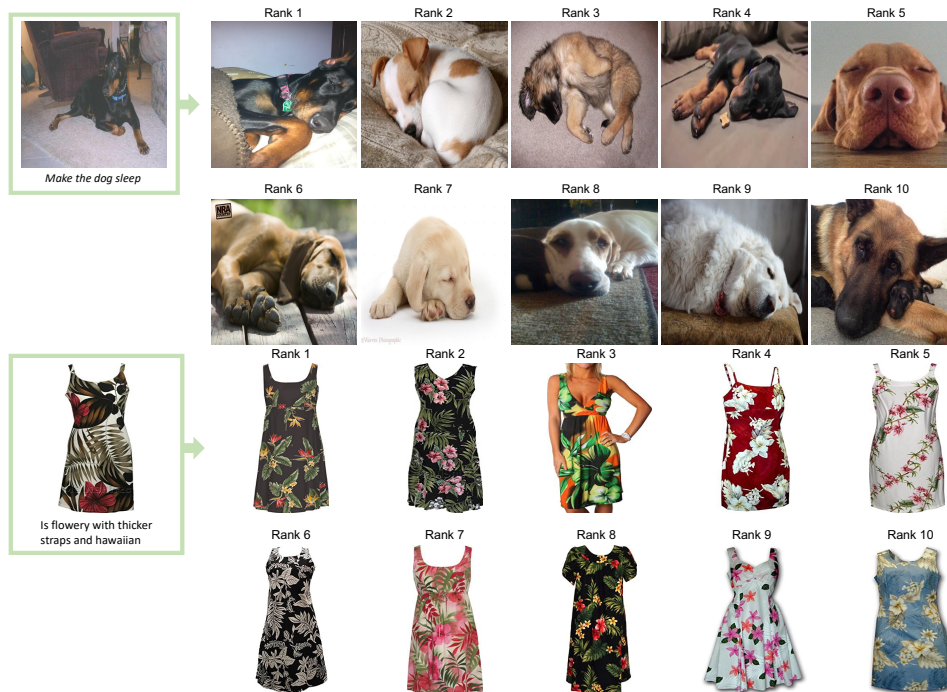 Rank 1
Rank 2
Rank 3
Rank 4
Rank 5
Make the dog sleep
Rank 6
Rank 7
Rank 8
Rank 9
Rank 10
NRA
Rank 1
Rank 2
Rank 3
Rank 4
Rank 5
Is flowery with thicker
straps and hawaiian
Rank 6
Rank 7
Rank 8
Rank 9
Rank 10